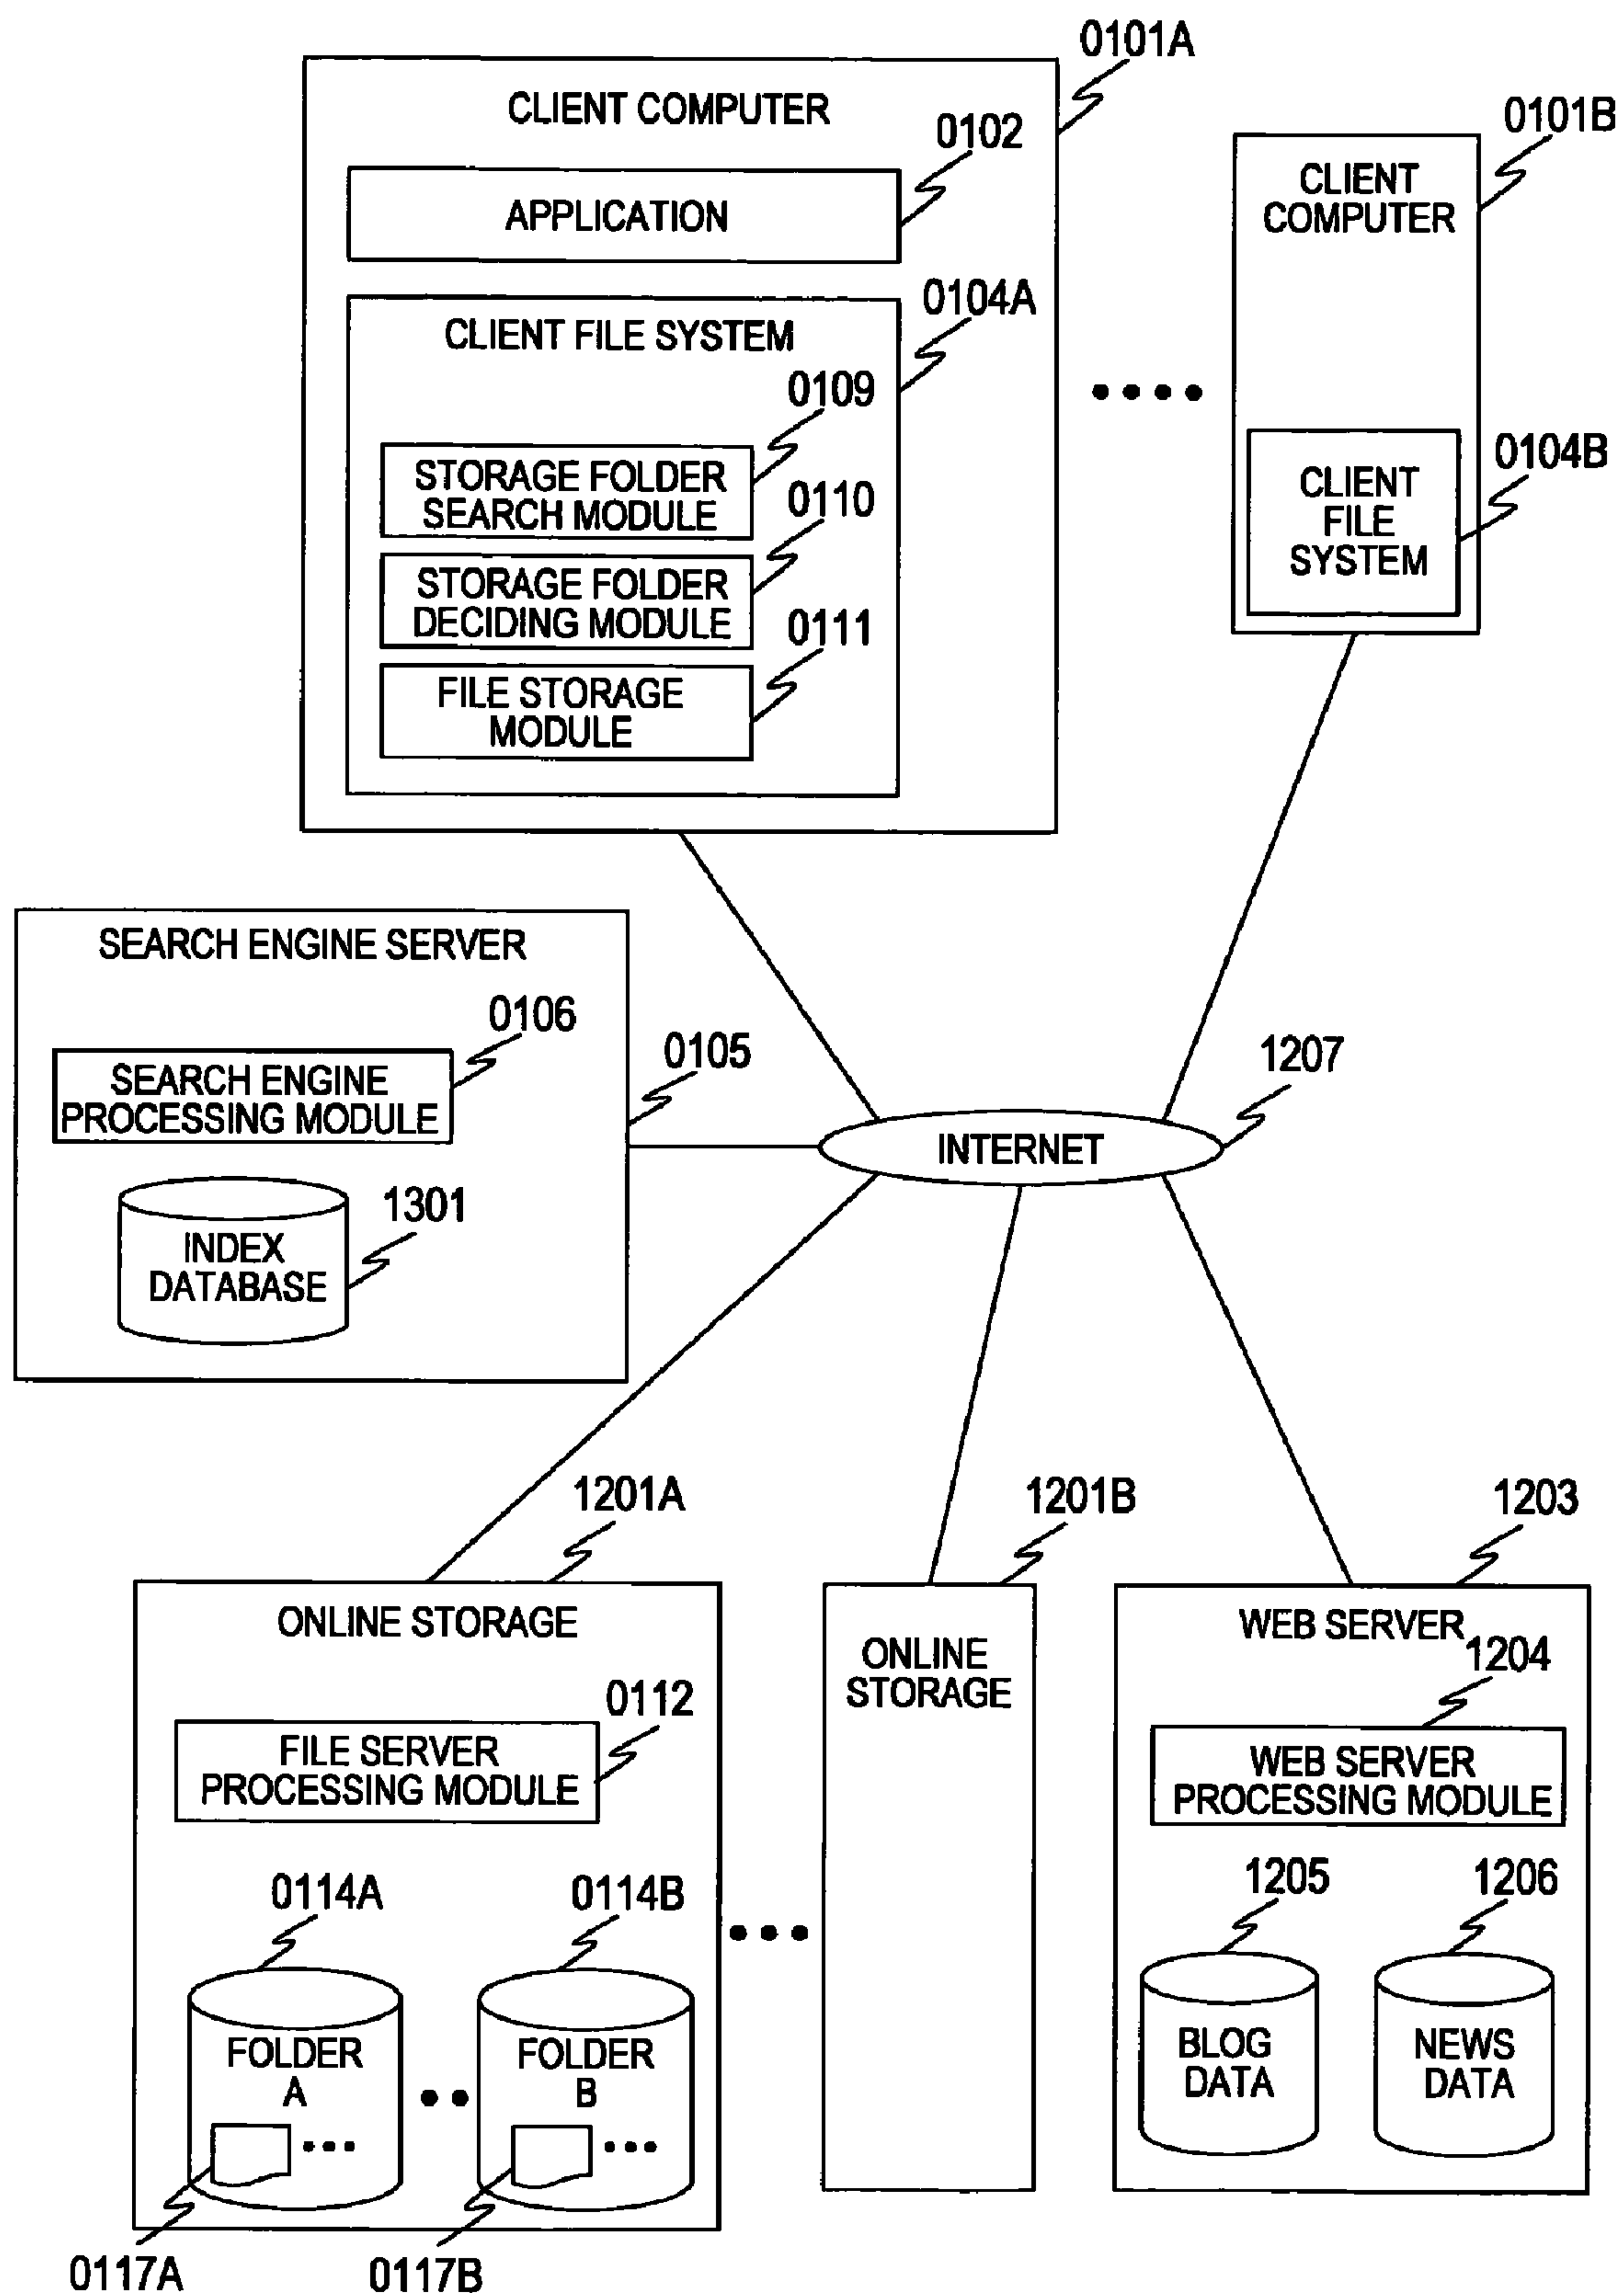 0101A
CLIENT COMPUTER
0102
APPLICATION
0104A
CLIENT FILE SYSTEM
0109
STORAGE FOLDER
SEARCH MODULE
0110
STORAGE FOLDER
DECIDING MODULE
0111
FILE STORAGE
MODULE
0101B
CLIENT
COMPUTER
0104B
CLIENT
FILE
SYSTEM
SEARCH ENGINE SERVER
0106
0105
SEARCH ENGINE
PROCESSING MODULE
1301
INDEX
DATABASE
1207
INTERNET
1201A
ONLINE STORAGE
0112
FILE SERVER
PROCESSING MODULE
0114A
0114B
FOLDER
A
FOLDER
B
0117A
0117B
1201B
ONLINE
STORAGE
1203
WEB SERVER
1204
WEB SERVER
PROCESSING MODULE
1205
1206
BLOG
DATA
NEWS
DATA